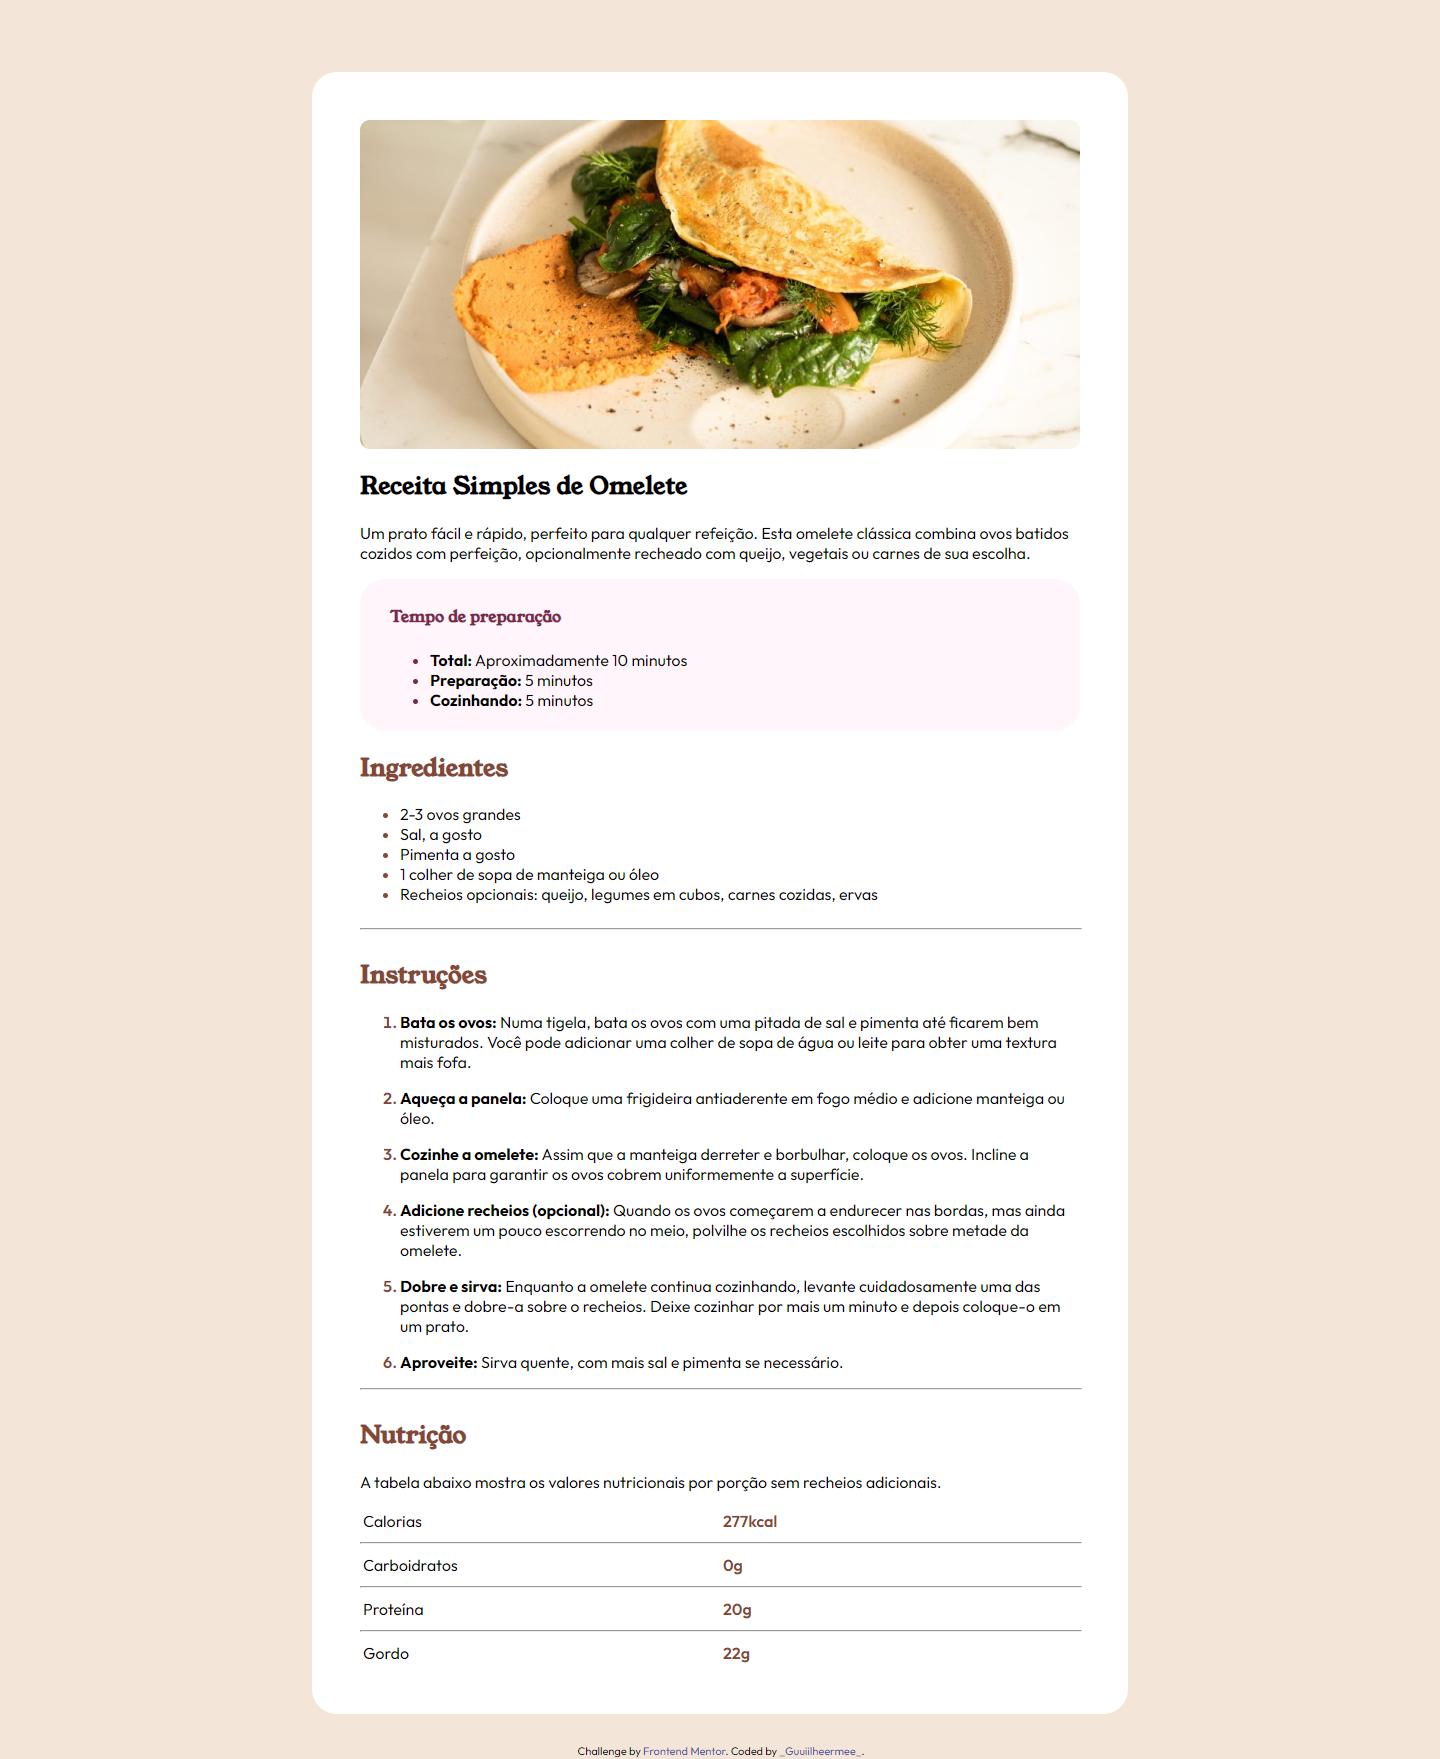 Receita Simples de Omelete
Um prato fácil e rápido, perfeito para qualquer refeição. Esta omelete clássica combina ovos batidos
cozidos com perfeição, opcionalmente recheado com queijo, vegetais ou carnes de sua escolha.
Tempo de preparação
• Total: Aproximadamente 10 minutos
• Preparação: 5 minutos
• Cozinhando: 5 minutos
Ingredientes
• 2-3 ovos grandes
• Sal, a gosto
• Pimenta a gosto
• 1 colher de sopa de manteiga ou óleo
• Recheios opcionais: queijo, legumes em cubos, carnes cozidas, ervas
Instruções
1. Bata os ovos: Numa tigela, bata os ovos com uma pitada de sal e pimenta até ficarem bem
misturados. Você pode adicionar uma colher de sopa de água ou leite para obter uma textura
mais fofa.
2. Aqueça a panela: Coloque uma frigideira antiaderente em fogo médio e adicione manteiga ou
óleo.
3. Cozinhe a omelete: Assim que a manteiga derreter e borbulhar, coloque os ovos. Incline a
panela para garantir os ovos cobrem uniformemente a superfície.
4. Adicione recheios (opcional): Quando os ovos começarem a endurecer nas bordas, mas ainda
estiverem um pouco escorrendo no meio, polvilhe os recheios escolhidos sobre metade da
omelete.
5. Dobre e sirva: Enquanto a omelete continua cozinhando, levante cuidadosamente uma das
pontas e dobre-a sobre o recheios. Deixe cozinhar por mais um minuto e depois coloque-o em
um prato.
6. Aproveite: Sirva quente, com mais sal e pimenta se necessário.
Nutrição
A tabela abaixo mostra os valores nutricionais por porção sem recheios adicionais.
Calorias 277kcal
Carboidratos 0g
Proteína 20g
Gordo 22g
Challenge by Frontend Mentor. Coded by _Guuiilheermee_.